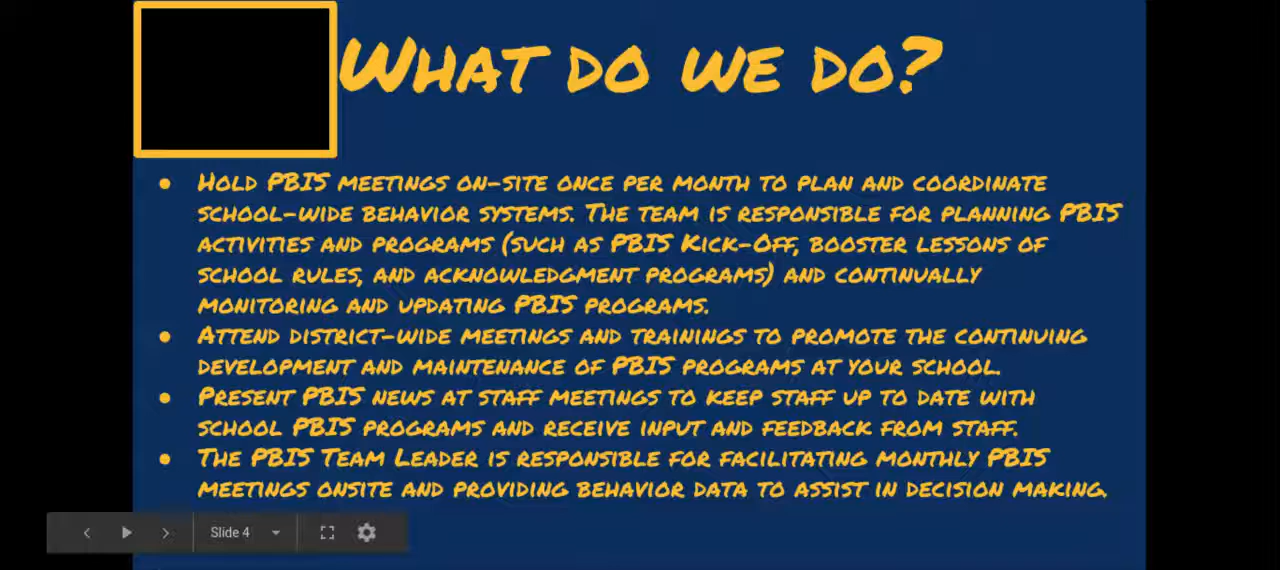 What do we do?
● Hold PBIS meetings on-site once per month to plan and coordinate
school-wide behavior systems. The team is responsible for planning PBIS
activities and programs (such as PBIS Kick-Off, booster lessons of
school rules, and acknowledgment programs) and continually
monitoring and updating PBIS programs.
● Attend district-wide meetings and trainings to promote the continuing
development and maintenance of PBIS programs at your school.
● Present PBIS news at staff meetings to keep staff up to date with
school PBIS programs and receive input and feedback from staff.
● The PBIS Team Leader is responsible for facilitating monthly PBIS
meetings onsite and providing behavior data to assist in decision making.
Slide 4